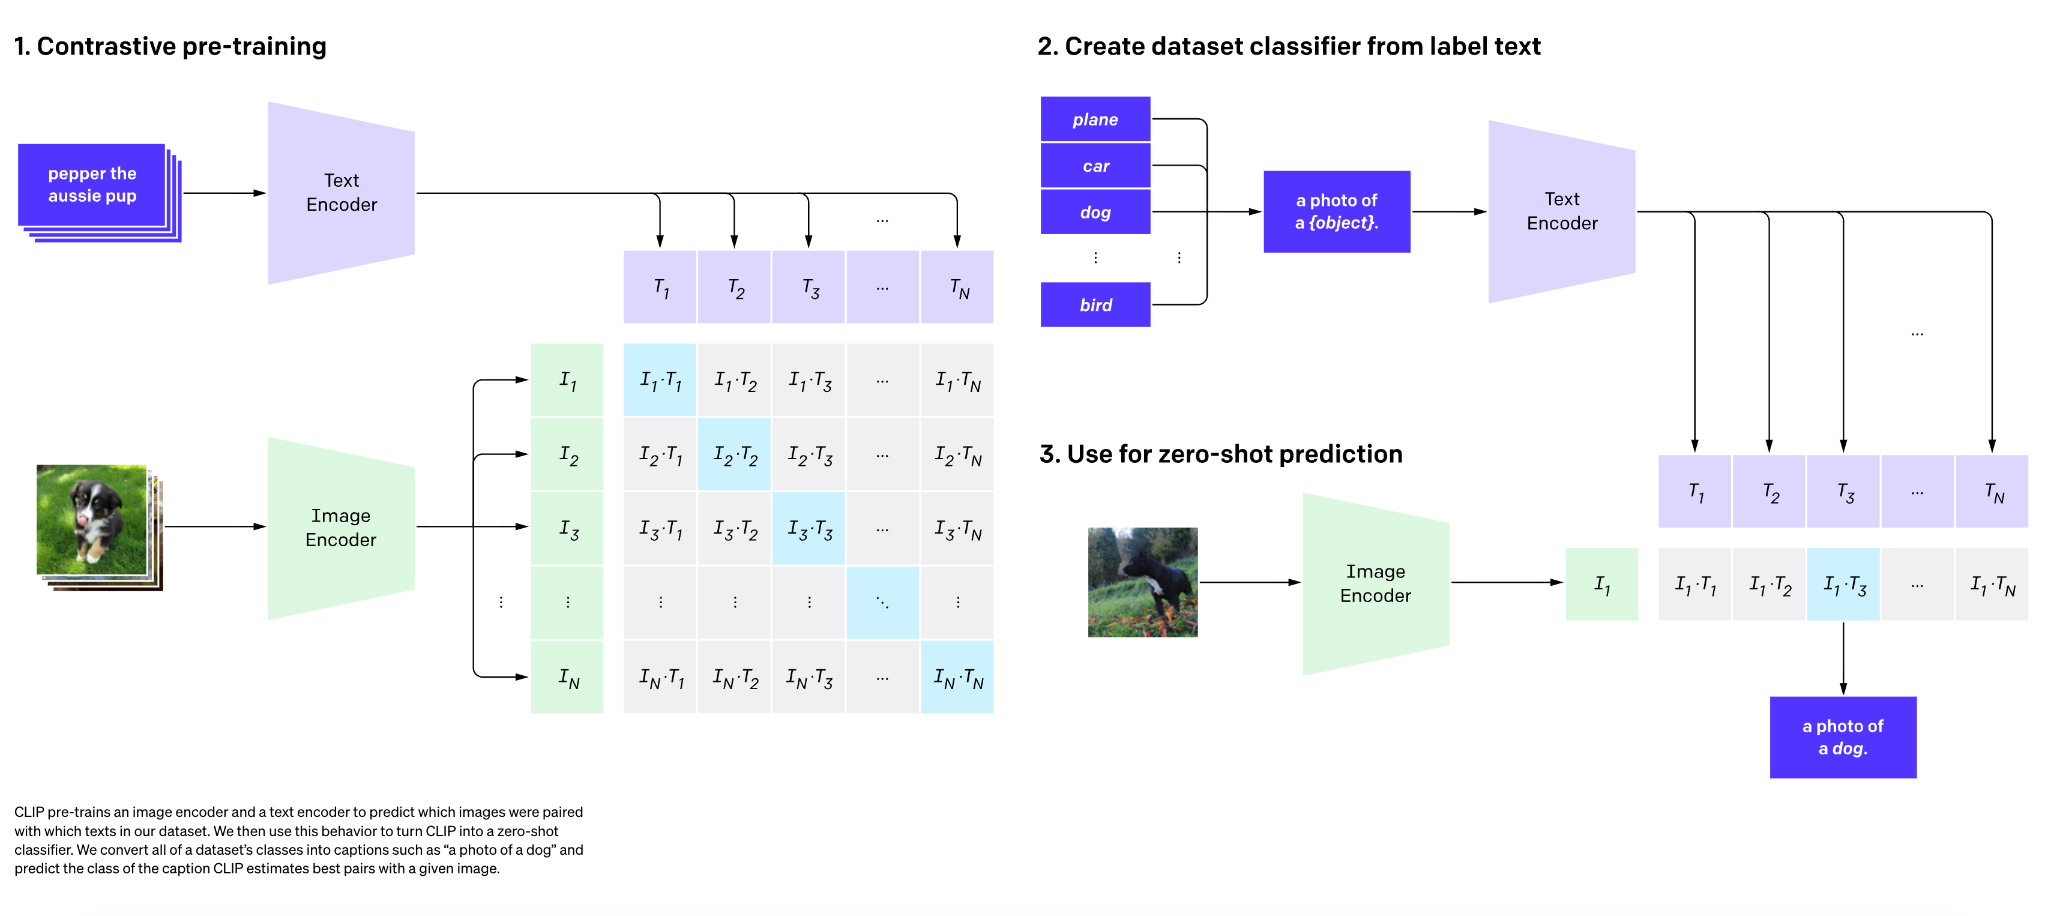 1. Contrastive pre-training
pepper the
aussie pup
Text
Encoder
...
T1 T2 T3 ... TN
Image
Encoder
⋮
I1 I1·T1 I1·T2 I1·T3 ... I1·TN
I2 I2·T1 I2·T2 I2·T3 ... I2·TN
I3 I3·T1 I3·T2 I3·T3 ... I3·TN
⋮ ⋮ ⋮ ⋮ ⋱ ⋮
IN IN·T1 IN·T2 IN·T3 ... IN·TN
2. Create dataset classifier from label text
plane
car
dog
⋮ ⋮
bird
a photo of
a {object}.
Text
Encoder
...
3. Use for zero-shot prediction
T1 T2 T3 ... TN
Image
Encoder
I1 I1·T1 I1·T2 I1·T3 ... I1·TN
a photo of
a dog.
CLIP pre-trains an image encoder and a text encoder to predict which images were paired
with which texts in our dataset. We then use this behavior to turn CLIP into a zero-shot
classifier. We convert all of a dataset’s classes into captions such as “a photo of a dog” and
predict the class of the caption CLIP estimates best pairs with a given image.